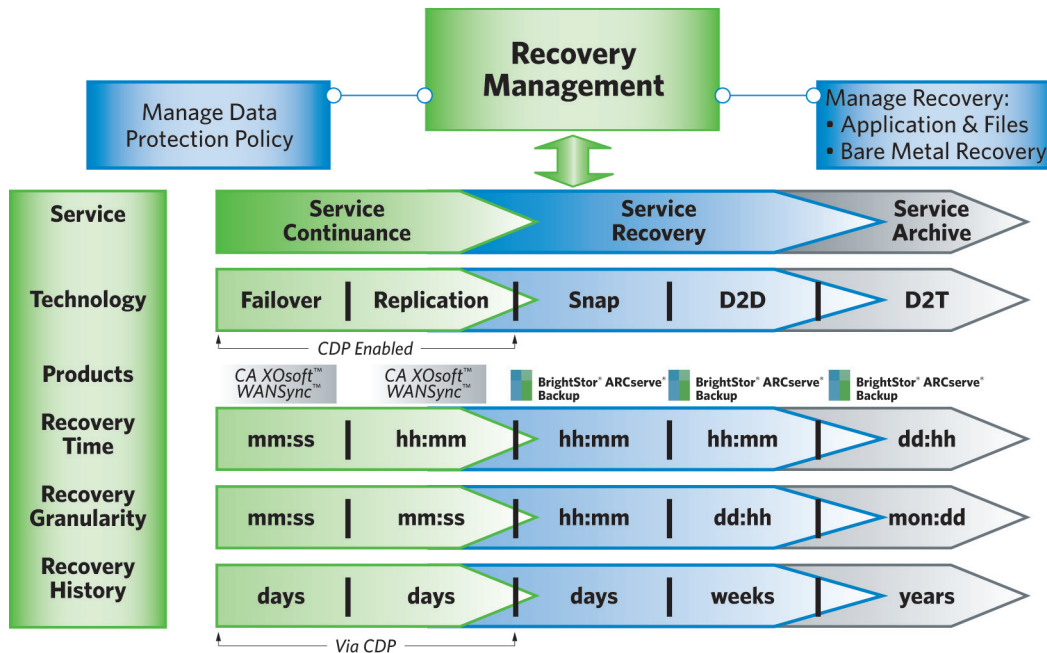 Recovery
Management
Manage Data
Protection Policy
Manage Recovery:
• Application & Files
• Bare Metal Recovery
Service
Service
Continuance
Service
Recovery
Service
Archive
Technology
Failover
Replication
Snap
D2D
D2T
CDP Enabled
Products
CA XOsoft™
WANSync™
CA XOsoft™
WANSync™
BrightStor® ARCserve®
Backup
BrightStor® ARCserve®
Backup
BrightStor® ARCserve®
Backup
Recovery
Time
mm:ss
hh:mm
hh:mm
hh:mm
dd:hh
Recovery
Granularity
mm:ss
mm:ss
hh:mm
dd:hh
mon:dd
Recovery
History
days
days
days
weeks
years
Via CDP